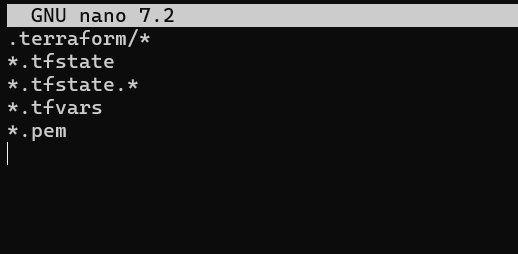 GNU nano 7.2
.terraform/*
*.tfstate
*.tfstate.*
*.tfvars
*.pem